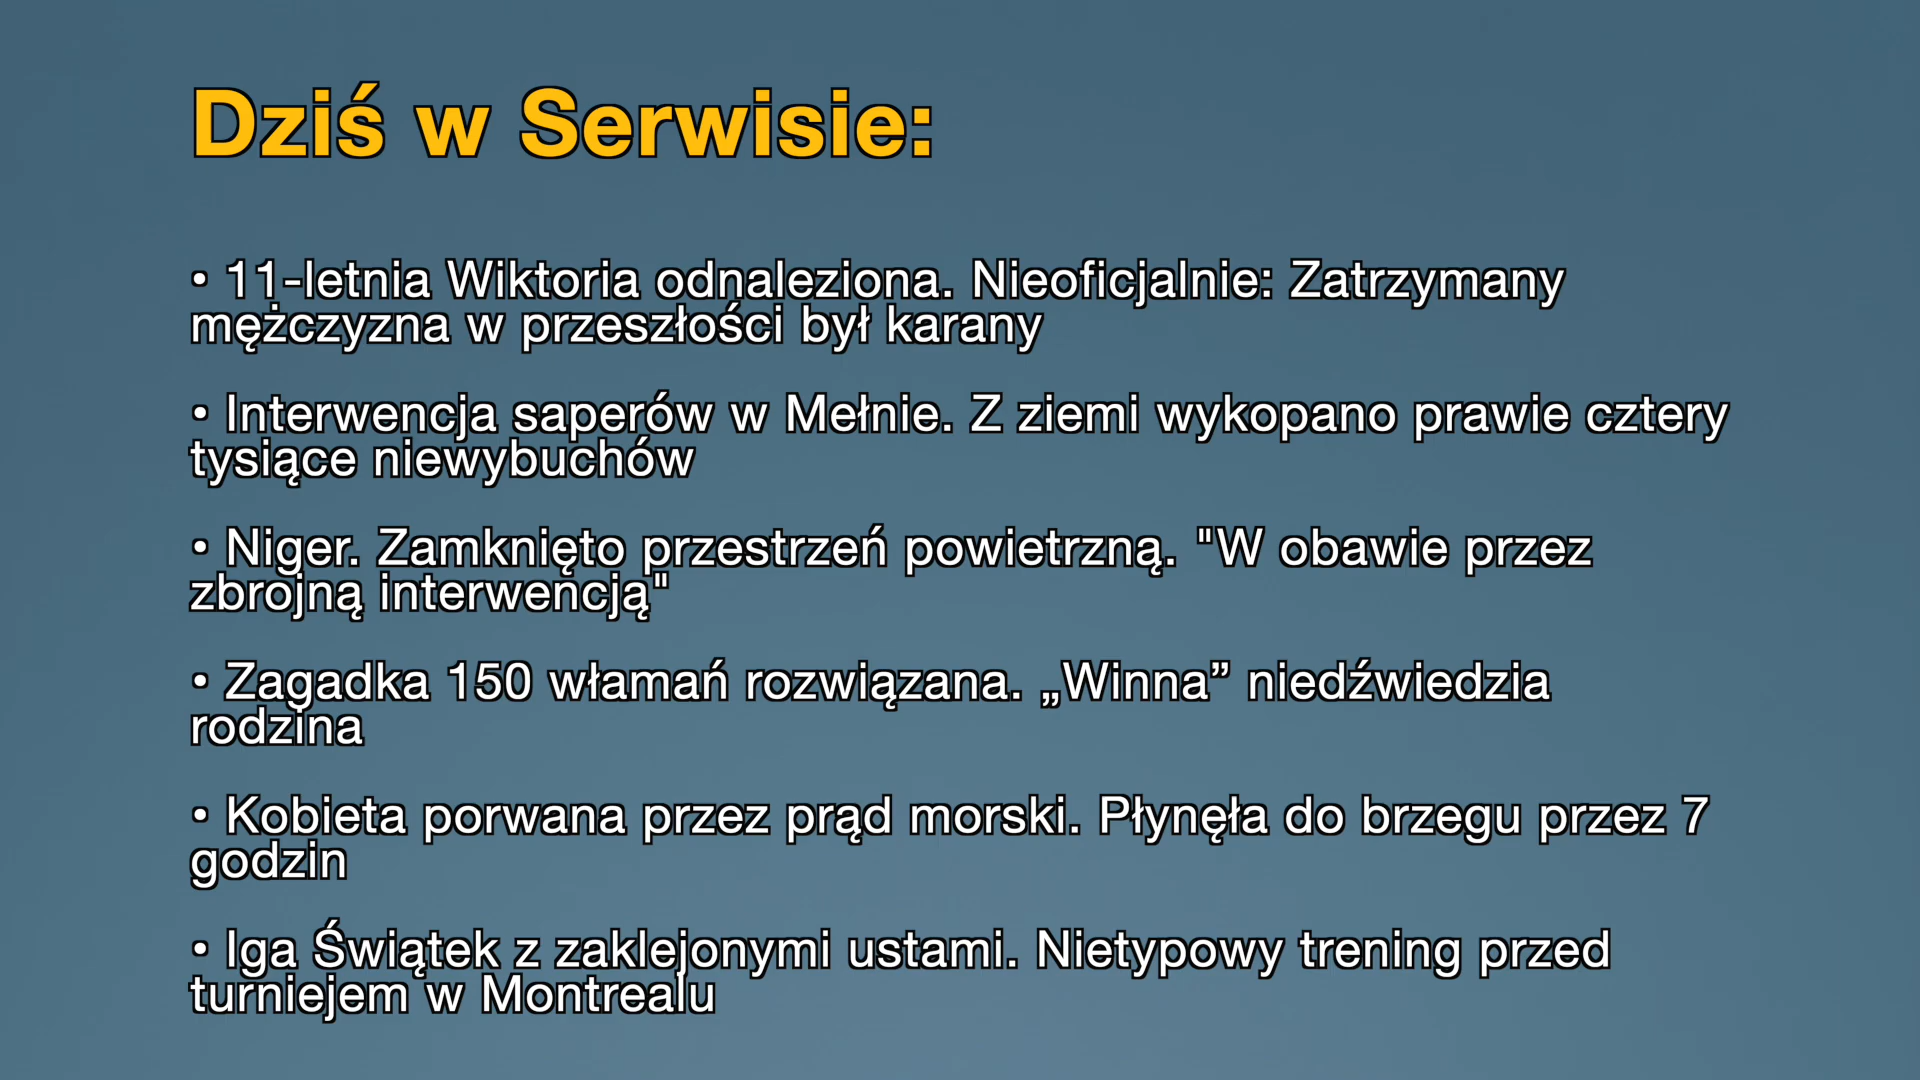 Dziś w Serwisie:
• 11-letnia Wiktoria odnaleziona. Nieoficjalnie: Zatrzymany
mężczyzna w przeszłości był karany
• Interwencja saperów w Mełnie. Z ziemi wykopano prawie cztery
tysiące niewybuchów
• Niger. Zamknięto przestrzeń powietrzną. "W obawie przez
zbrojną interwencją"
• Zagadka 150 włamań rozwiązana. „Winna” niedźwiedzia
rodzina
• Kobieta porwana przez prąd morski. Płynęła do brzegu przez 7
godzin
• Iga Świątek z zaklejonymi ustami. Nietypowy trening przed
turniejem w Montrealu